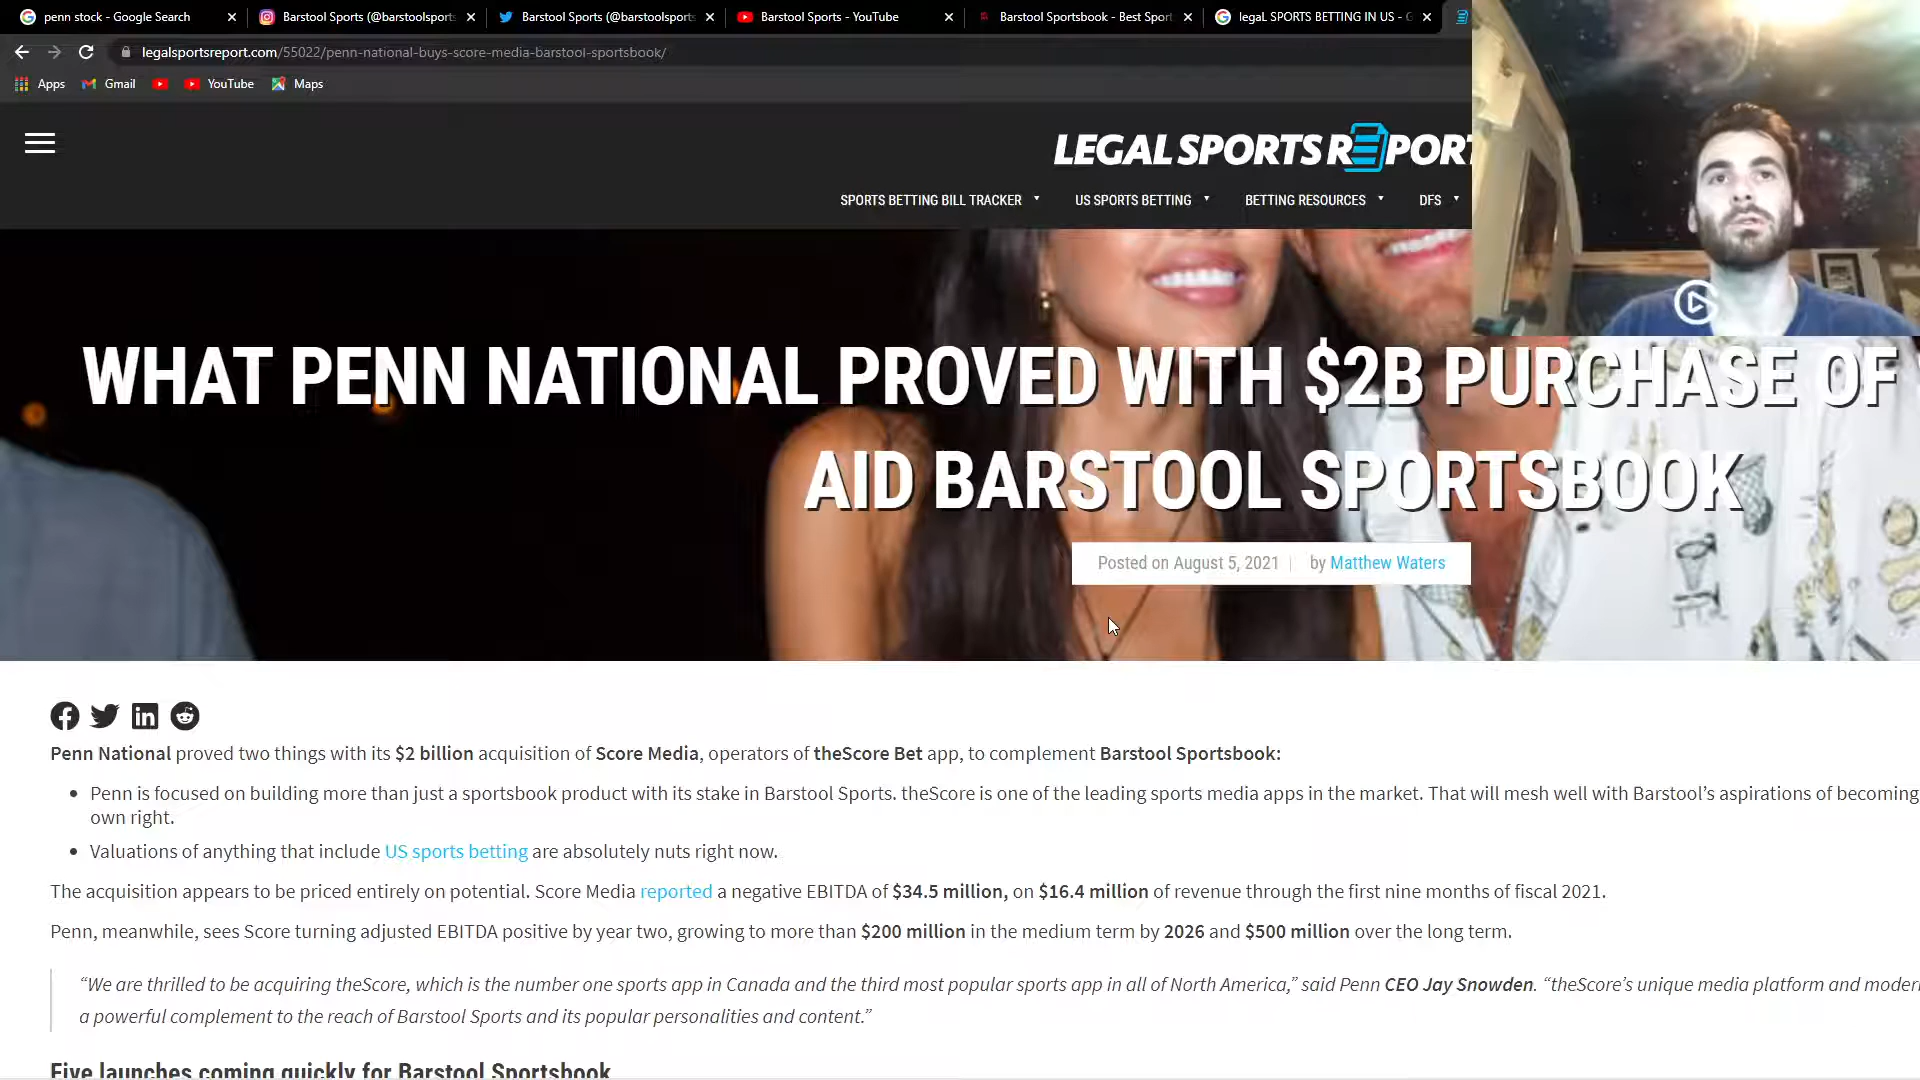 penn stock - Google Search
Barstool Sports (@barstoolsports
Barstool Sports (@barstoolsports
Barstool Sports - YouTube
Barstool Sportsbook - Best Sport
legaL SPORTS BETTING IN US - G
legalsportsreport.com/55022/penn-national-buys-score-media-barstool-sportsbook/
Apps
Gmail
YouTube
Maps
LEGAL SPORTS REPORT
SPORTS BETTING BILL TRACKER
US SPORTS BETTING
BETTING RESOURCES
DFS
WHAT PENN NATIONAL PROVED WITH $2B PURCHASE OF
AID BARSTOOL SPORTSBOOK
Posted on August 5, 2021 | by Matthew Waters
Penn National proved two things with its $2 billion acquisition of Score Media, operators of theScore Bet app, to complement Barstool Sportsbook:
• Penn is focused on building more than just a sportsbook product with its stake in Barstool Sports. theScore is one of the leading sports media apps in the market. That will mesh well with Barstool’s aspirations of becoming
own right.
• Valuations of anything that include US sports betting are absolutely nuts right now.
The acquisition appears to be priced entirely on potential. Score Media reported a negative EBITDA of $34.5 million, on $16.4 million of revenue through the first nine months of fiscal 2021.
Penn, meanwhile, sees Score turning adjusted EBITDA positive by year two, growing to more than $200 million in the medium term by 2026 and $500 million over the long term.
“We are thrilled to be acquiring theScore, which is the number one sports app in Canada and the third most popular sports app in all of North America,” said Penn CEO Jay Snowden. “theScore’s unique media platform and modern
a powerful complement to the reach of Barstool Sports and its popular personalities and content.”
Five launches coming quickly for Barstool Sportsbook